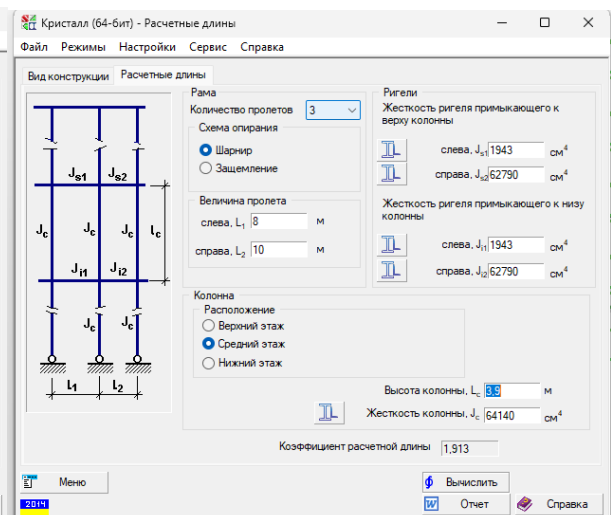 Кристалл (64-бит) - Расчетные длины
Файл Режимы Настройки Сервис Справка
Вид конструкции Расчетные длины
Js1 Js2
Jc Jc Jc lc
Ji1 Ji2
Jc Jc
L1 L2
Рама
Количество пролетов 3
Схема опирания
Шарнир
Защемление
Величина пролета
слева, L1 8 м
справа, L2 10 м
Ригели
Жесткость ригеля примыкающего к
верху колонны
слева, Js1 1943 см4
справа, Js2 62790 см4
Жесткость ригеля примыкающего к низу
колонны
слева, Ji1 1943 см4
справа, Ji2 62790 см4
Колонна
Расположение
Верхний этаж
Средний этаж
Нижний этаж
Высота колонны, Lc 3,9 м
Жесткость колонны, Jc 64140 см4
Коэффициент расчетной длины 1,913
Меню
Вычислить
2014
Отчет
Справка